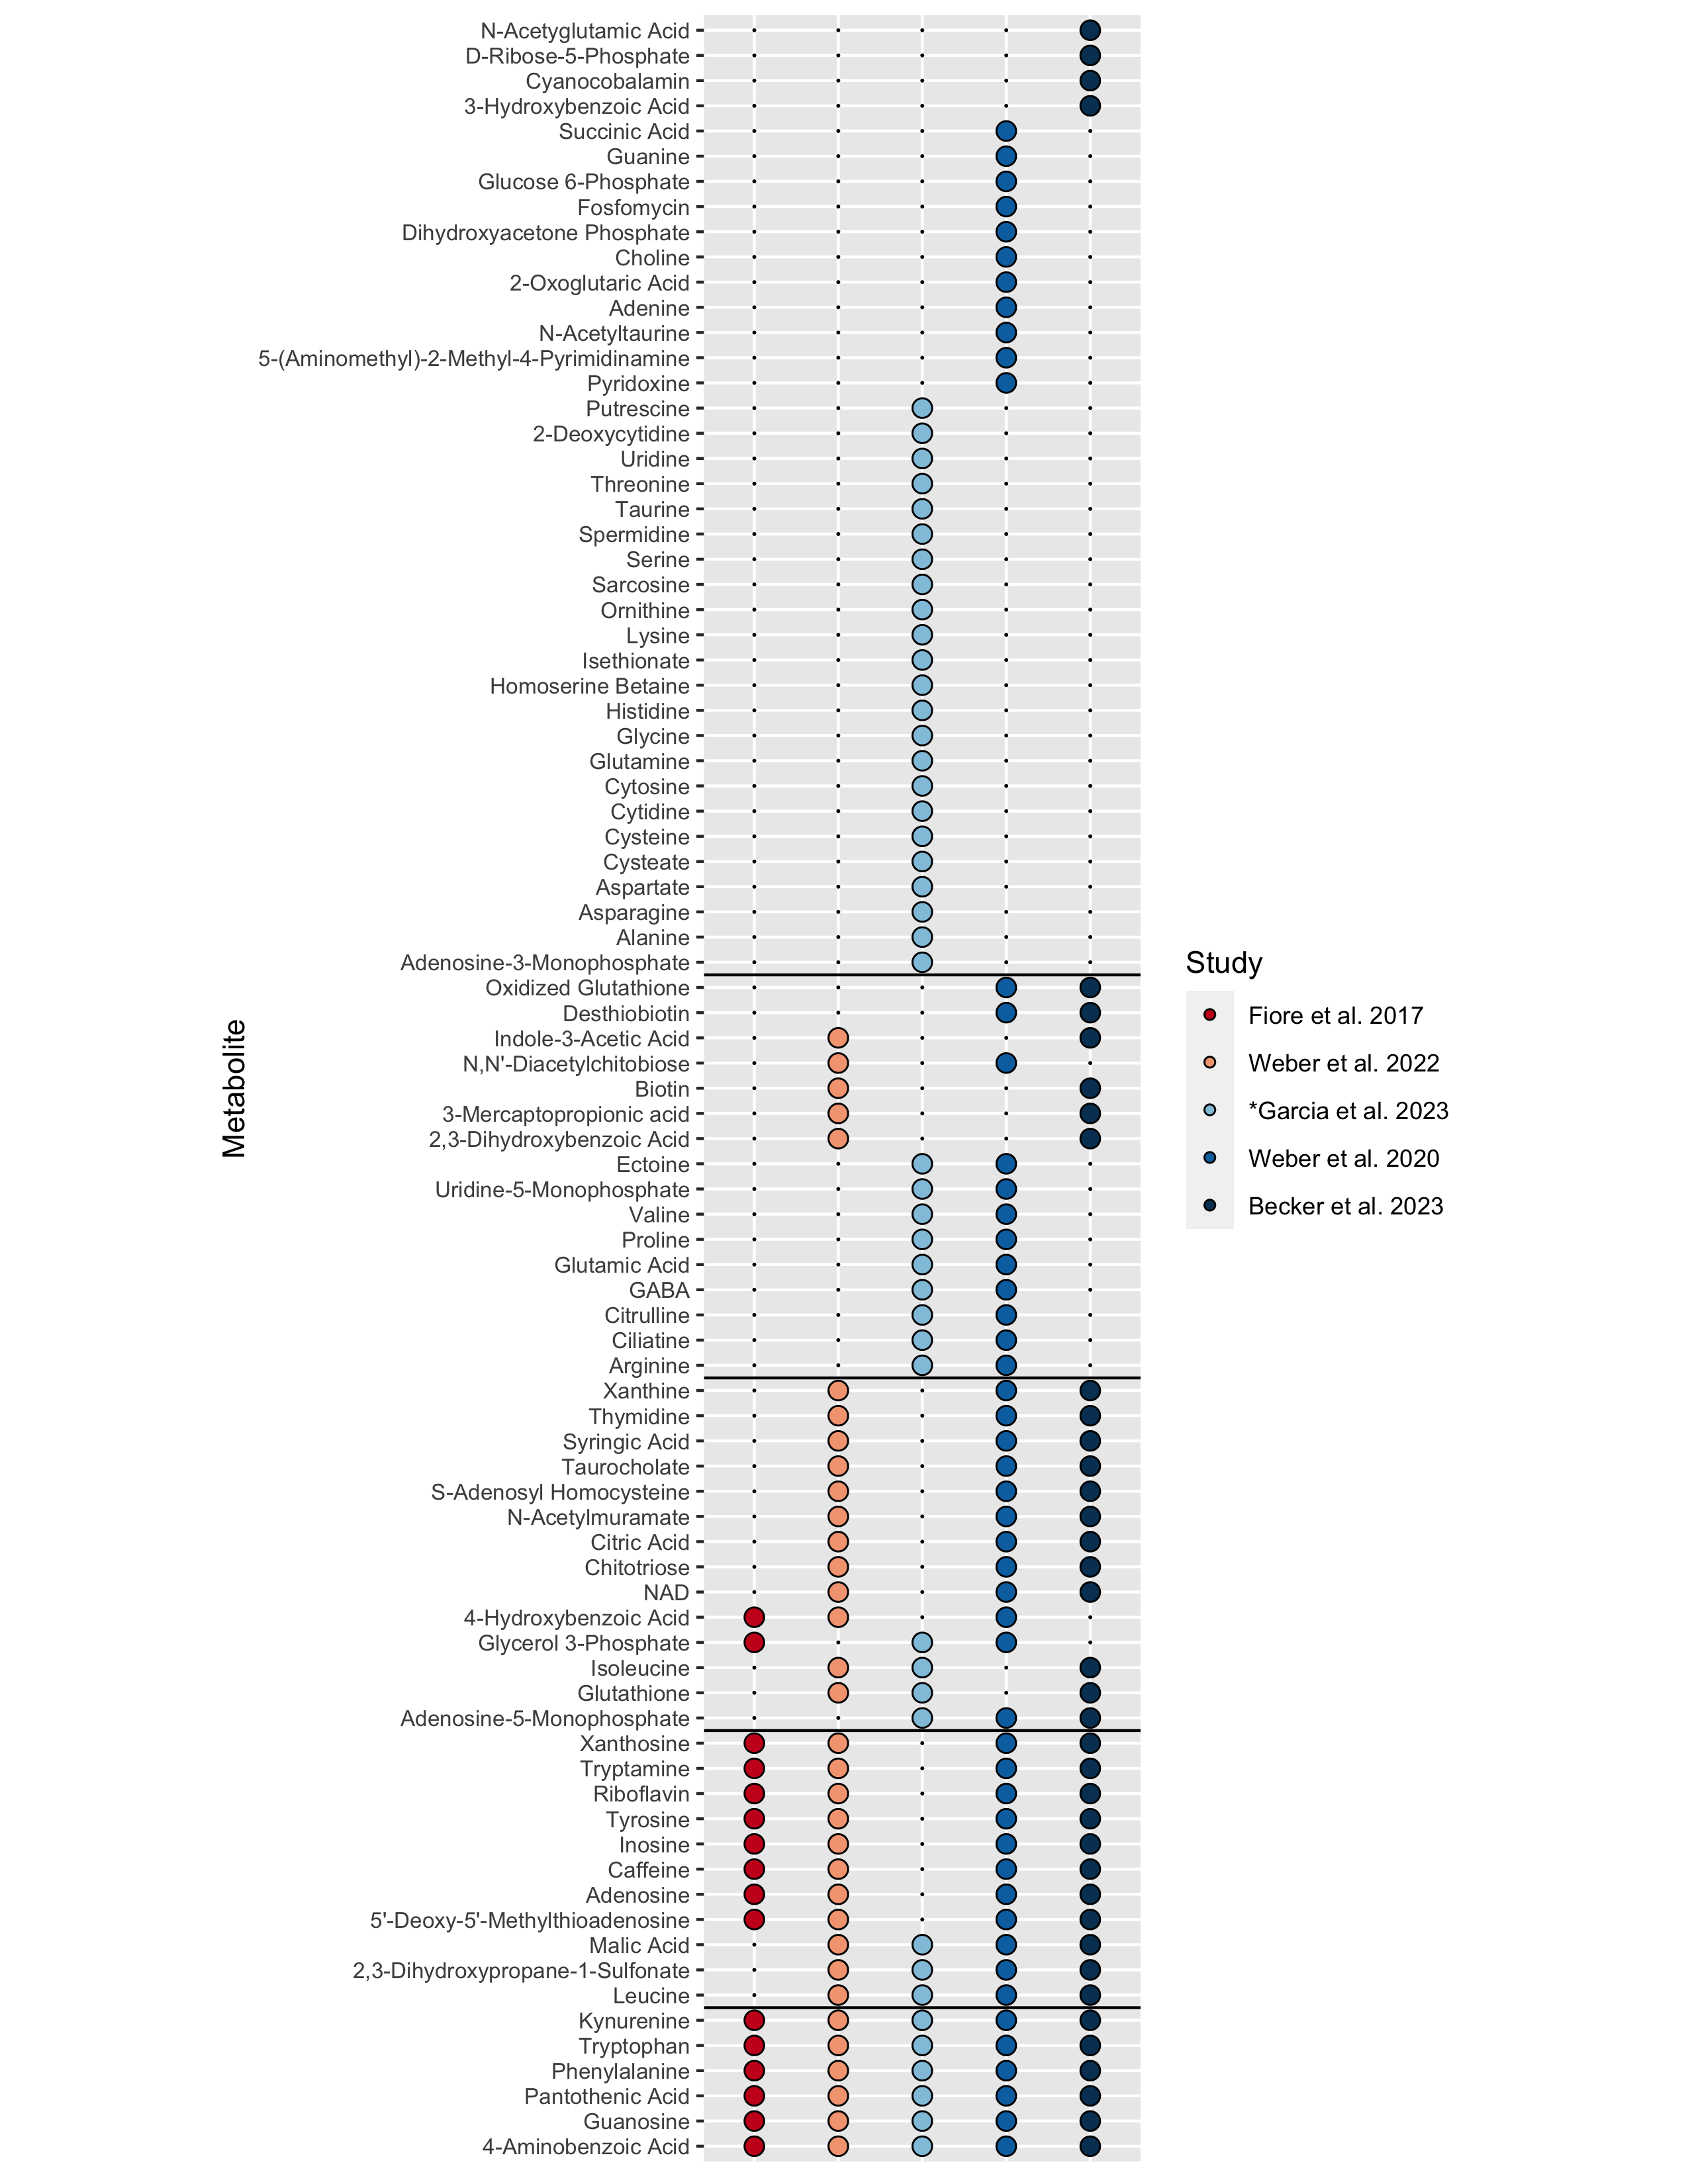 N-Acetyglutamic Acid
D-Ribose-5-Phosphate
Cyanocobalamin
3-Hydroxybenzoic Acid
Succinic Acid
Guanine
Glucose 6-Phosphate
Fosfomycin
Dihydroxyacetone Phosphate
Choline
2-Oxoglutaric Acid
Adenine
N-Acetyltaurine
5-(Aminomethyl)-2-Methyl-4-Pyrimidinamine
Pyridoxine
Putrescine
2-Deoxycytidine
Uridine
Threonine
Taurine
Spermidine
Serine
Sarcosine
Ornithine
Lysine
Isethionate
Homoserine Betaine
Histidine
Glycine
Glutamine
Cytosine
Cytidine
Cysteine
Cysteate
Aspartate
Asparagine
Alanine
Adenosine-3-Monophosphate
Oxidized Glutathione
Desthiobiotin
Indole-3-Acetic Acid
N,N'-Diacetylchitobiose
Biotin
3-Mercaptopropionic acid
2,3-Dihydroxybenzoic Acid
Ectoine
Uridine-5-Monophosphate
Valine
Proline
Glutamic Acid
GABA
Citrulline
Ciliatine
Arginine
Xanthine
Thymidine
Syringic Acid
Taurocholate
S-Adenosyl Homocysteine
N-Acetylmuramate
Citric Acid
Chitotriose
NAD
4-Hydroxybenzoic Acid
Glycerol 3-Phosphate
Isoleucine
Glutathione
Adenosine-5-Monophosphate
Xanthosine
Tryptamine
Riboflavin
Tyrosine
Inosine
Caffeine
Adenosine
5'-Deoxy-5'-Methylthioadenosine
Malic Acid
2,3-Dihydroxypropane-1-Sulfonate
Leucine
Kynurenine
Tryptophan
Phenylalanine
Pantothenic Acid
Guanosine
4-Aminobenzoic Acid
Metabolite
Study
Fiore et al. 2017
Weber et al. 2022
*Garcia et al. 2023
Weber et al. 2020
Becker et al. 2023